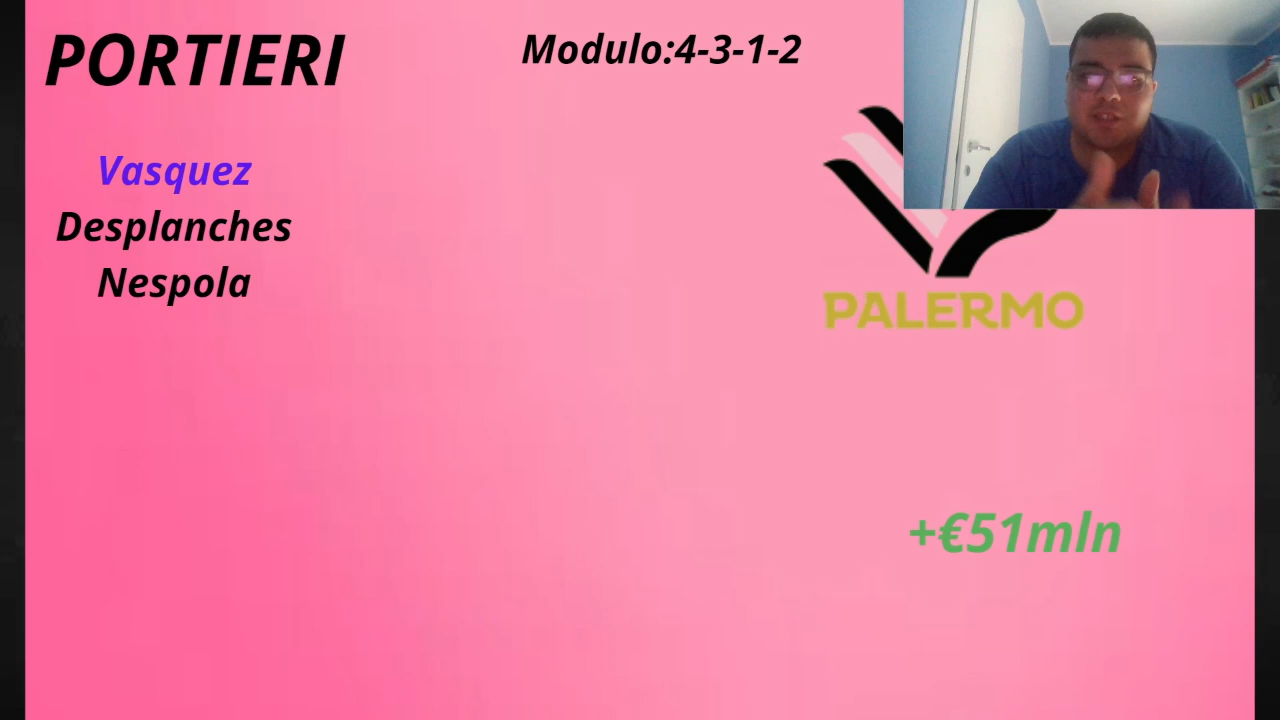 PORTIERI
Modulo:4-3-1-2
Vasquez
Desplanches
Nespola
PALERMO
+€51mln